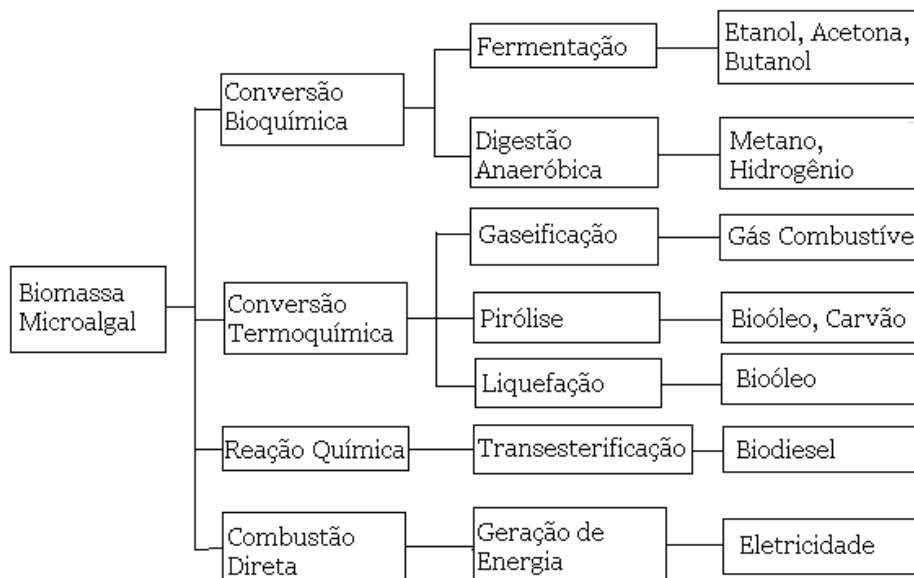 Biomassa
Microalgal
Conversão
Bioquímica
Fermentação
Etanol, Acetona,
Butanol
Digestão
Anaeróbica
Metano,
Hidrogênio
Conversão
Termoquímica
Gaseificação
Gás Combustíve
Pirólise
Bioóleo, Carvão
Liquefação
Bioóleo
Reação Química
Transesterificação
Biodiesel
Combustão
Direta
Geração de
Energia
Eletricidade